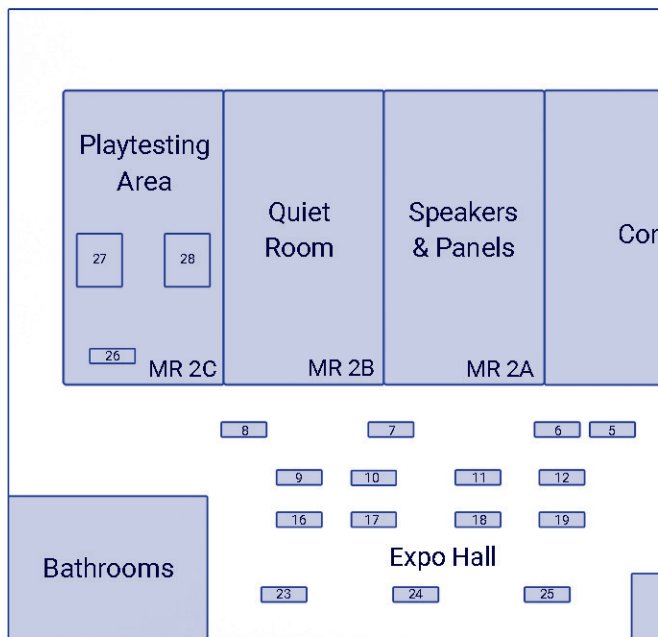 Playtesting
Area
Quiet
Room
Speakers
& Panels
Con
27
28
26
MR 2C
MR 2B
MR 2A
8
7
6
5
9
10
11
12
16
17
18
19
Bathrooms
Expo Hall
23
24
25